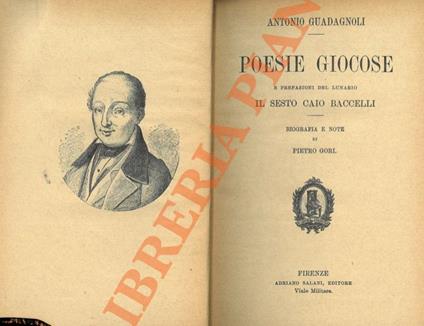 ANTONIO GUADAGNOLI
POESIE GIOCOSE
E PREFAZIONI DEL LUNARIO
IL SESTO CAIO BACCELLI
BIOGRAFIA E NOTE
DI
PIETRO GORI.
FIRENZE
ADRIANO SALANI, EDITORE
Viale Militare.
LIBRERIA PIANI